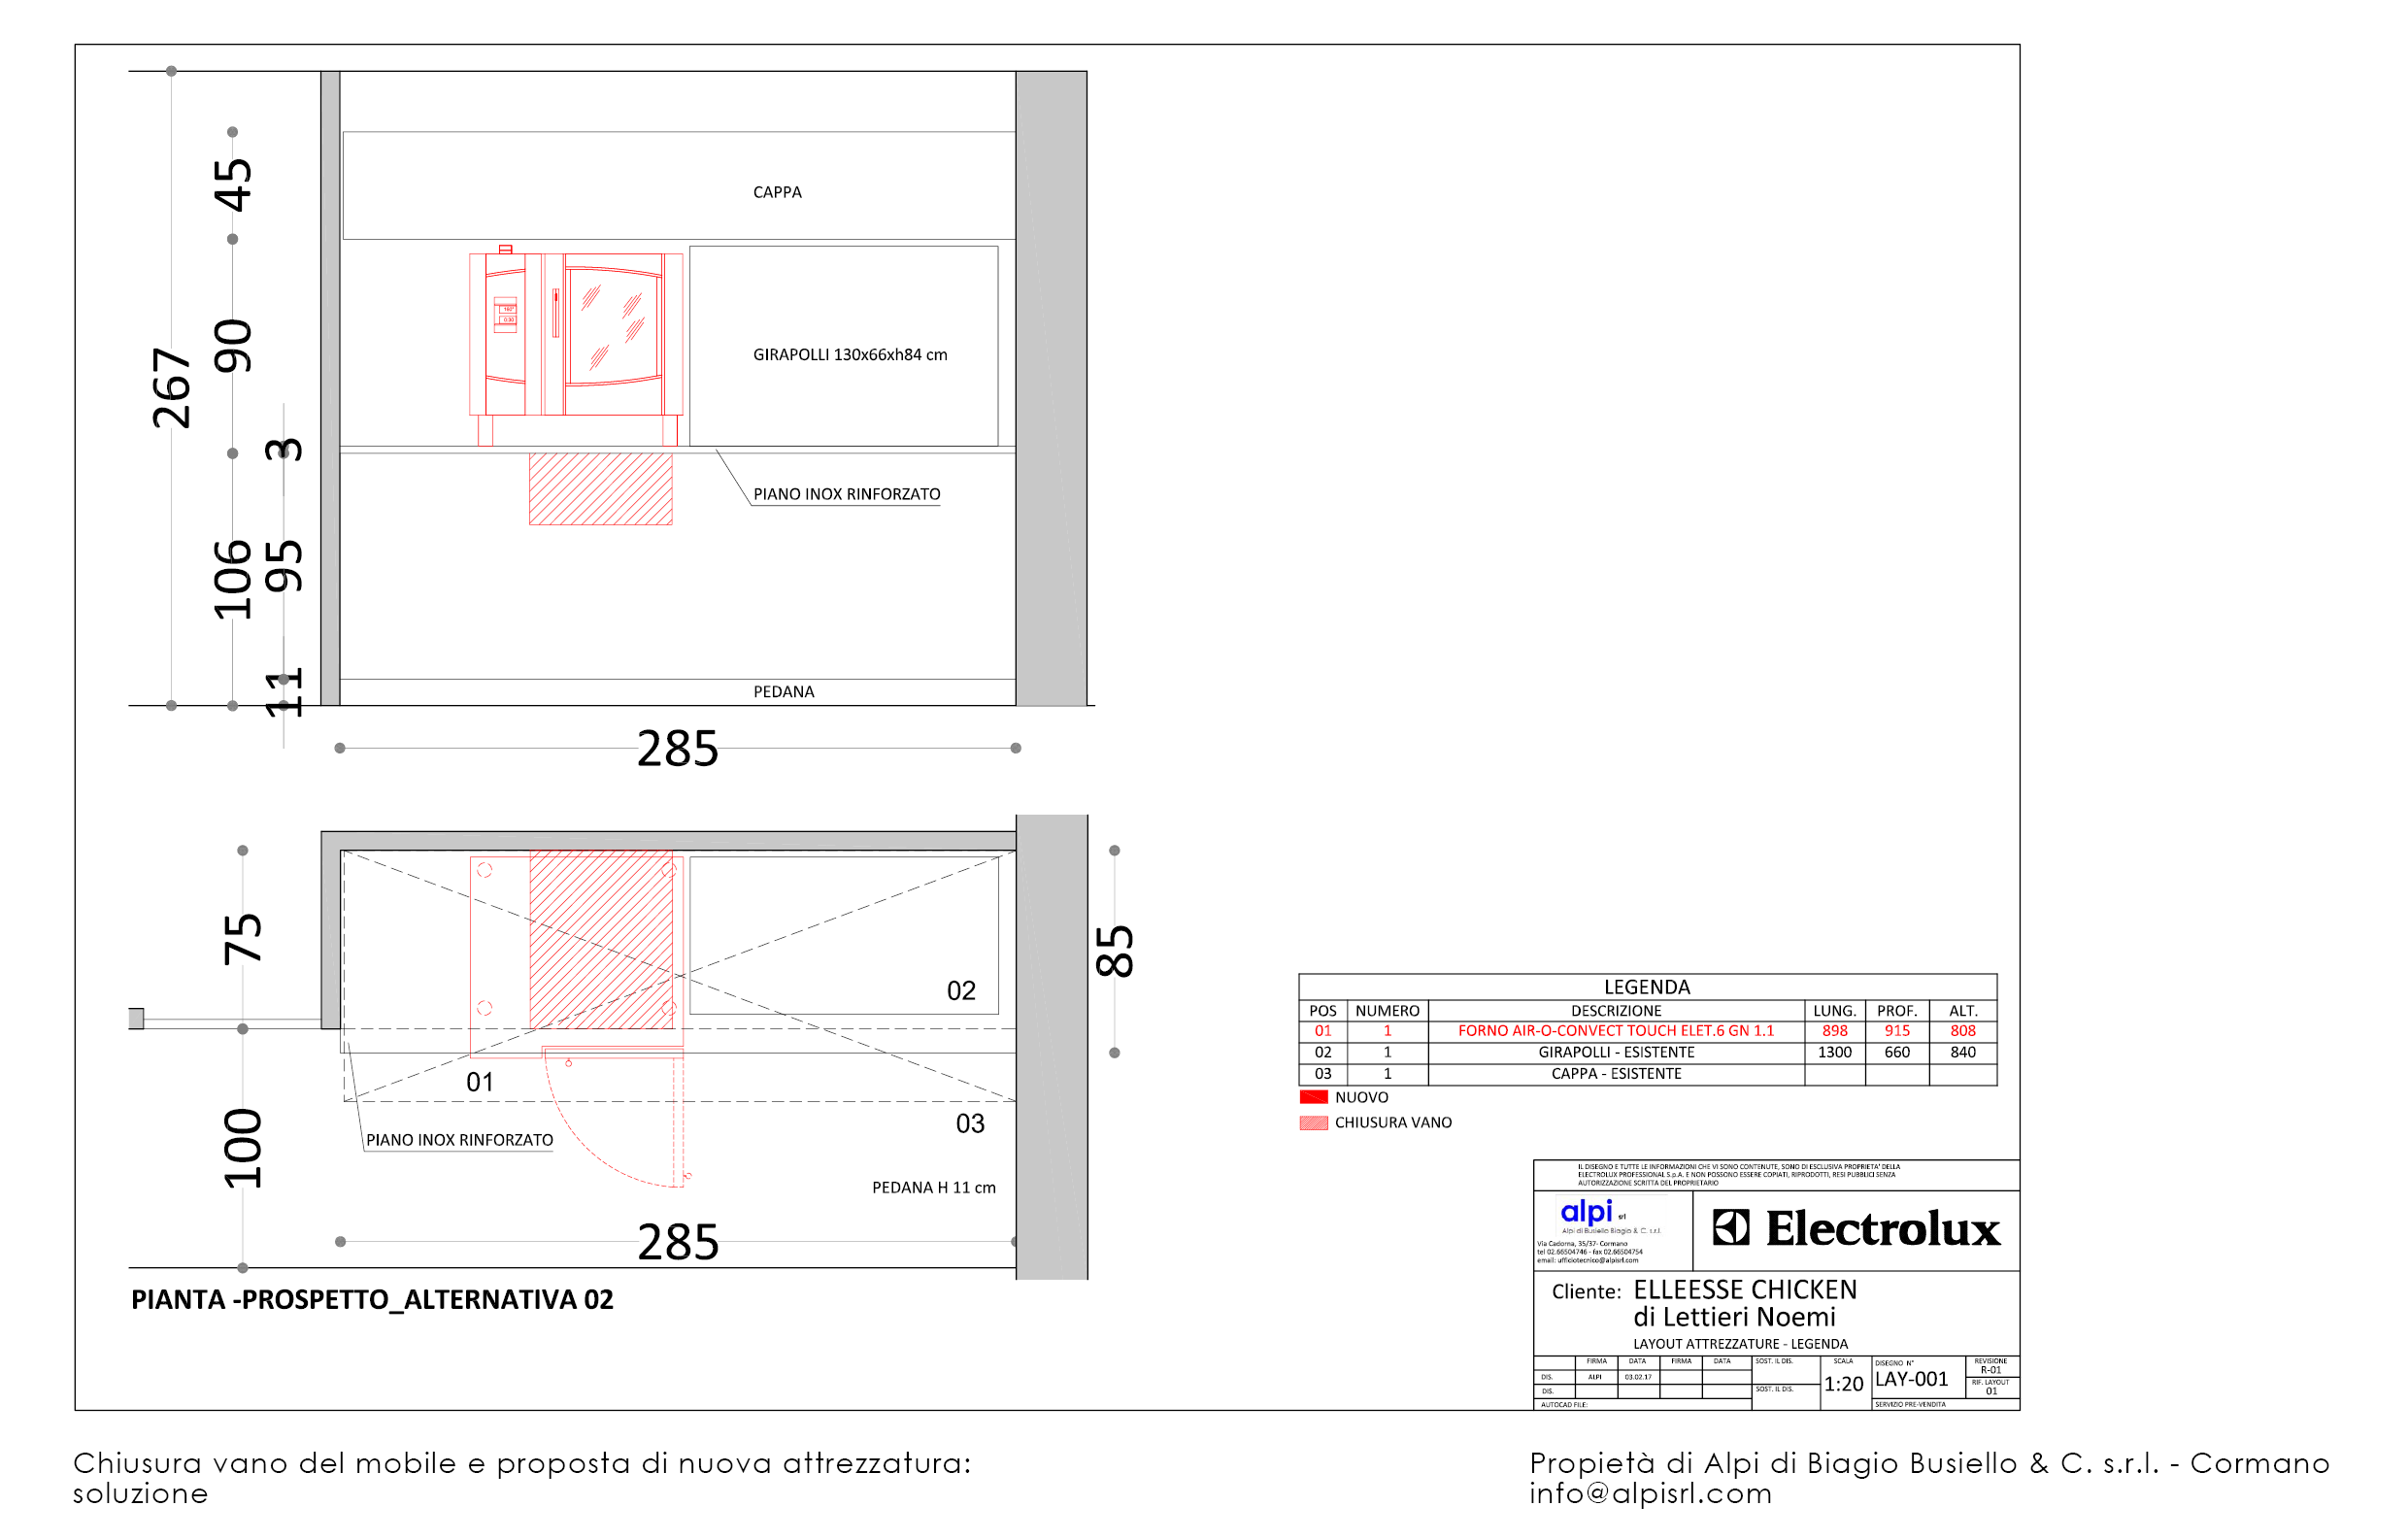 45
CAPPA
90
267
160°
0.90
GIRAPOLLI 130x66xh84 cm
3
PIANO INOX RINFORZATO
106
95
11
PEDANA
285
75
85
02
01
03
100
PIANO INOX RINFORZATO
PEDANA H 11 cm
285
PIANTA -PROSPETTO_ALTERNATIVA 02
LEGENDA
POS NUMERO DESCRIZIONE LUNG. PROF. ALT.
01 1 FORNO AIR-O-CONVECT TOUCH ELET.6 GN 1.1 898 915 808
02 1 GIRAPOLLI - ESISTENTE 1300 660 840
03 1 CAPPA - ESISTENTE
NUOVO
CHIUSURA VANO
IL DISEGNO E TUTTE LE INFORMAZIONI CHE VI SONO CONTENUTE, SONO DI ESCLUSIVA PROPRIETA' DELLA
ELECTROLUX PROFESSIONAL S.p.A. E NON POSSONO ESSERE COPIATI, RIPRODOTTI, RESI PUBBLICI SENZA
AUTORIZZAZIONE SCRITTA DEL PROPRIETARIO
alpi srl
Alpi di Busiello Biagio & C. s.r.l.
Via Cadorna, 35/37- Cormano
tel 02.66504746 - fax 02.66504754
email: ufficiotecnico@alpisrl.com
Electrolux
Cliente: ELLEESSE CHICKEN
di Lettieri Noemi
LAYOUT ATTREZZATURE - LEGENDA
FIRMA DATA FIRMA DATA SOST. IL DIS. SCALA DISEGNO N° REVISIONE
R-01
DIS. ALPI 03.02.17 1:20 LAY-001 RIF. LAYOUT
DIS. SOST. IL DIS. 01
AUTOCAD FILE: SERVIZIO PRE-VENDITA
Chiusura vano del mobile e proposta di nuova attrezzatura:
soluzione
Propietà di Alpi di Biagio Busiello & C. s.r.l. - Cormano
info@alpisrl.com